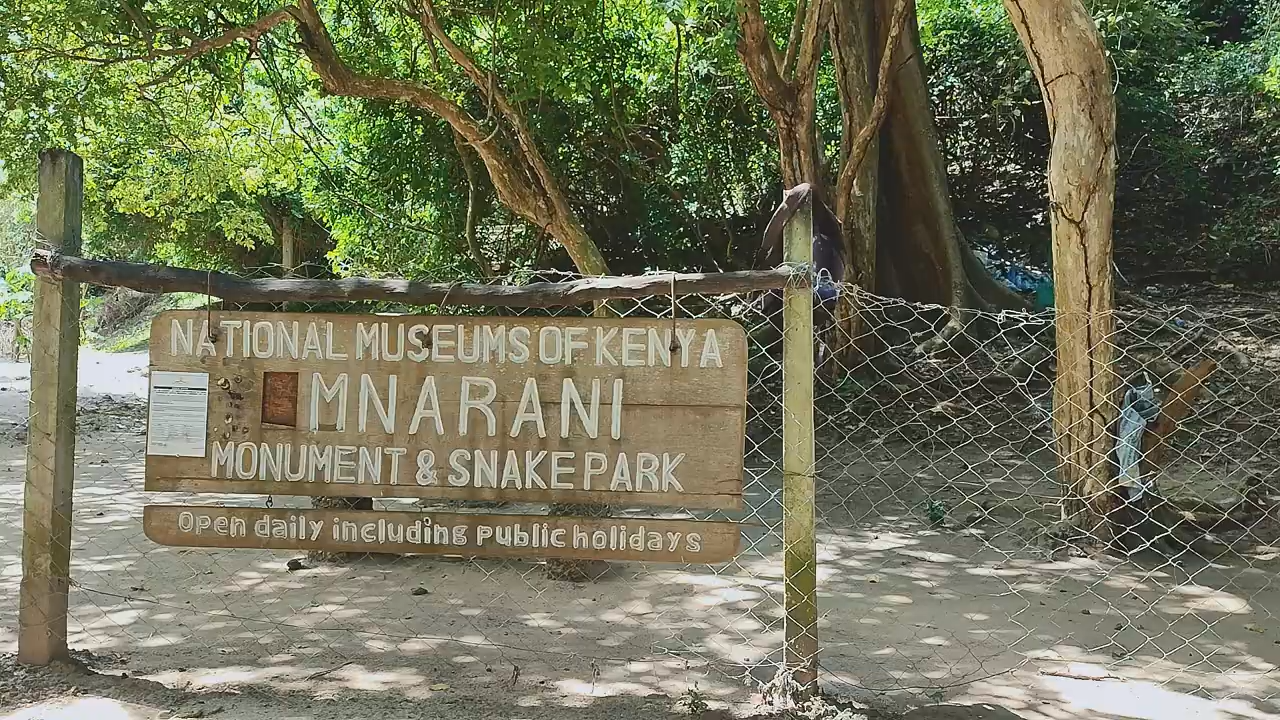 NATIONAL MUSEUMS OF KENYA
MNARANI
MONUMENT & SNAKE PARK
Open daily including public holidays